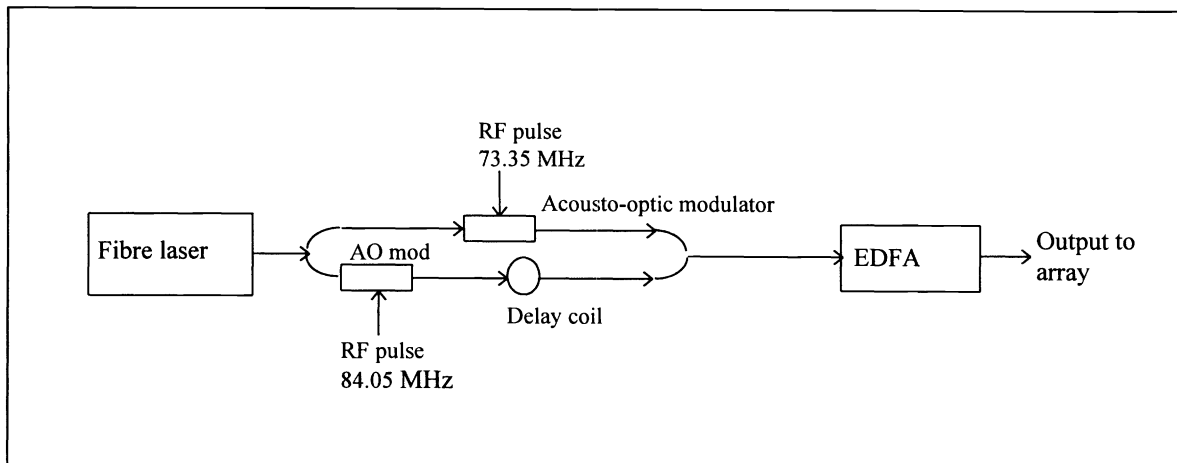 RF pulse
73.35 MHz
Acousto-optic modulator
Fibre laser
AO mod
EDFA
Output to
array
Delay coil
RF pulse
84.05 MHz